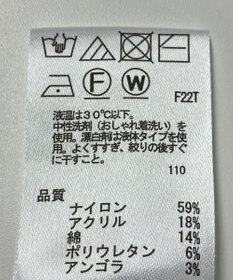 F
W
F22T
液温は30℃以下。
中性洗剤(おしゃれ着洗い)を
使用。漂白剤は液体タイプを使
用。よくすすぎ、絞りの後すぐ
に干すこと。
110
品質
ナイロン 59%
アクリル 18%
綿 14%
ポリウレタン 6%
アンゴラ 3%